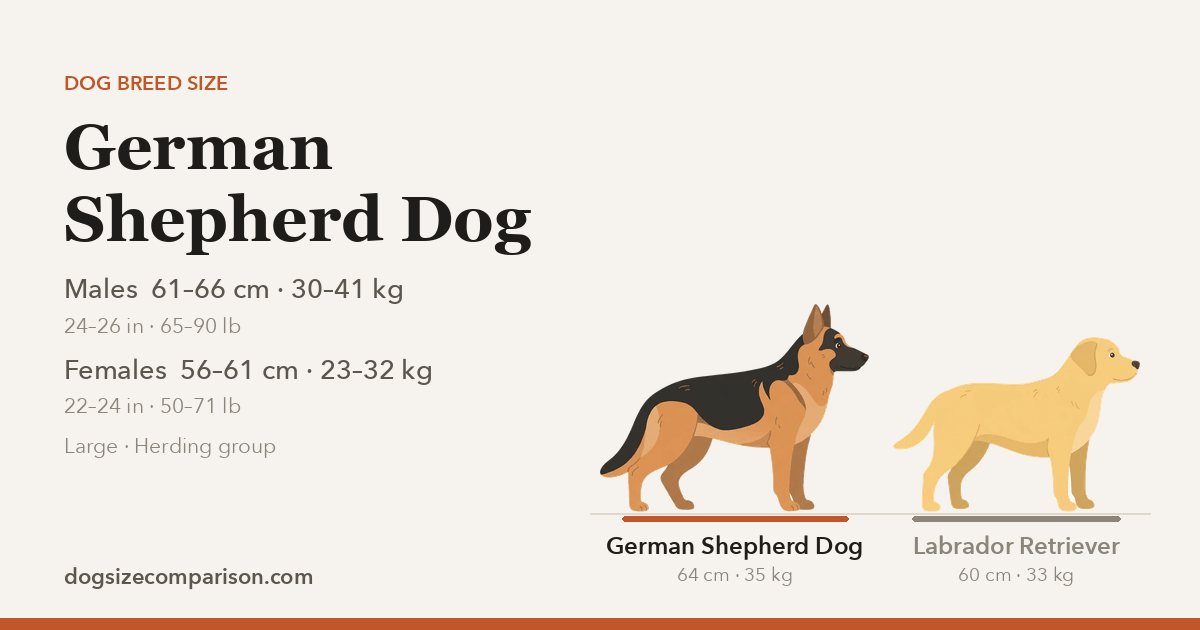 DOG BREED SIZE
German
Shepherd Dog
Males 61–66 cm · 30–41 kg
24–26 in · 65–90 lb
Females 56–61 cm · 23–32 kg
22–24 in · 50–71 lb
Large · Herding group
German Shepherd Dog
64 cm · 35 kg
Labrador Retriever
60 cm · 33 kg
dogsizecomparison.com